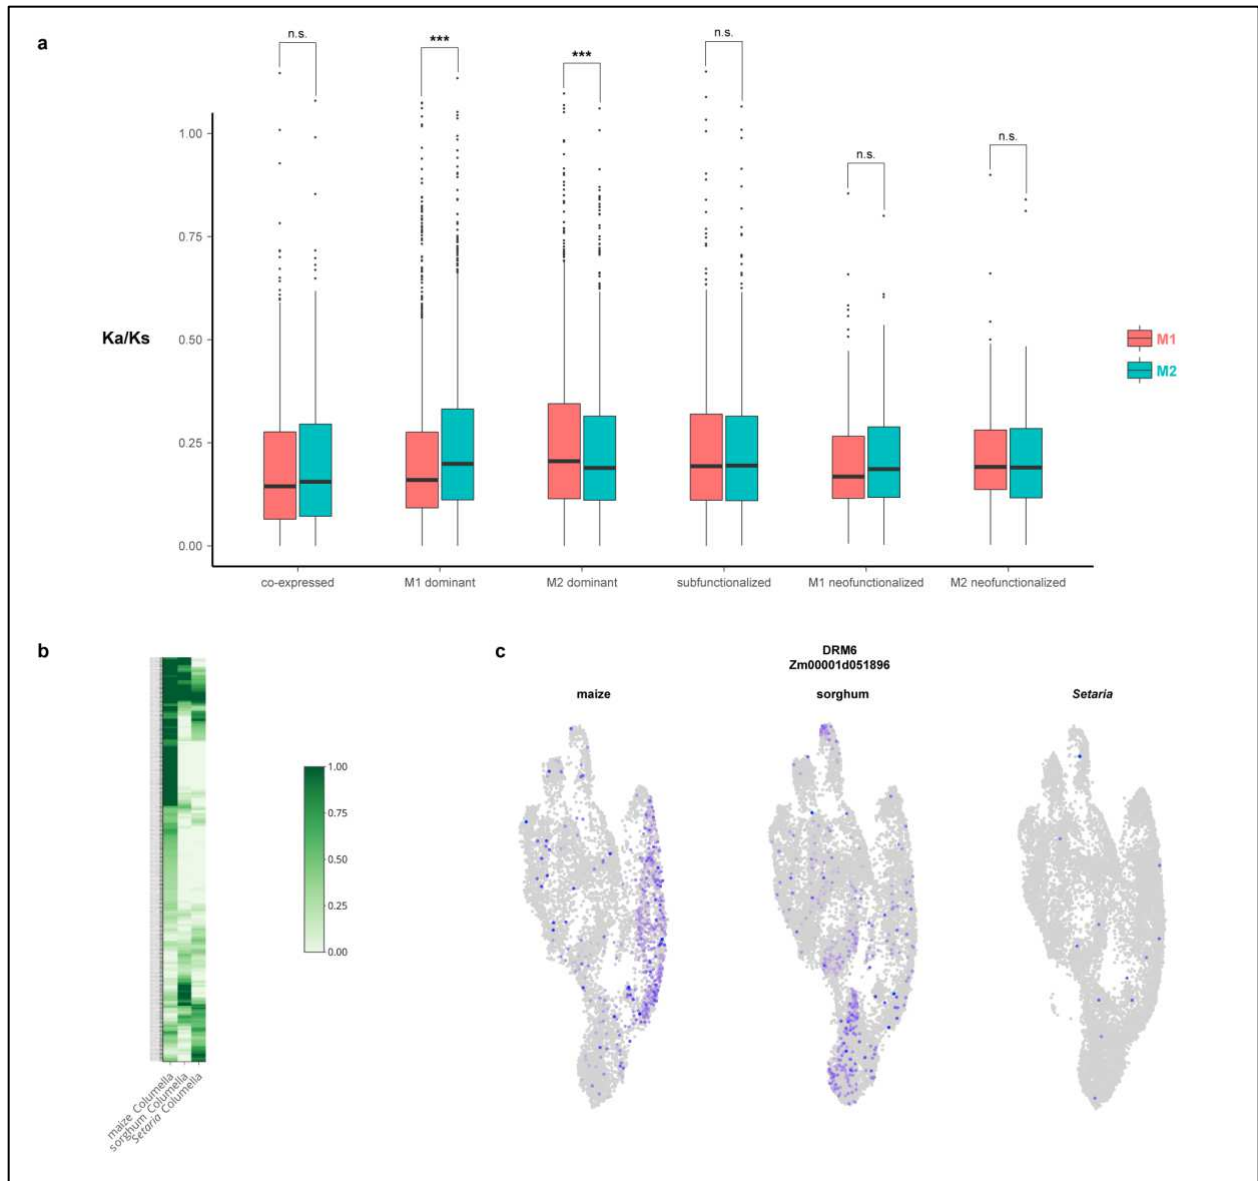 a
n.s.
***
***
n.s.
n.s.
n.s.
1.00
0.75
0.50
0.25
0.00
Ka/Ks
M1
M2
co-expressed
M1 dominant
M2 dominant
subfunctionalized
M1 neofunctionalized
M2 neofunctionalized
b
1.00
0.75
0.50
0.25
0.00
maize Columella
sorghum Columella
Setaria Columella
c
DRM6
Zm00001d051896
maize
sorghum
Setaria